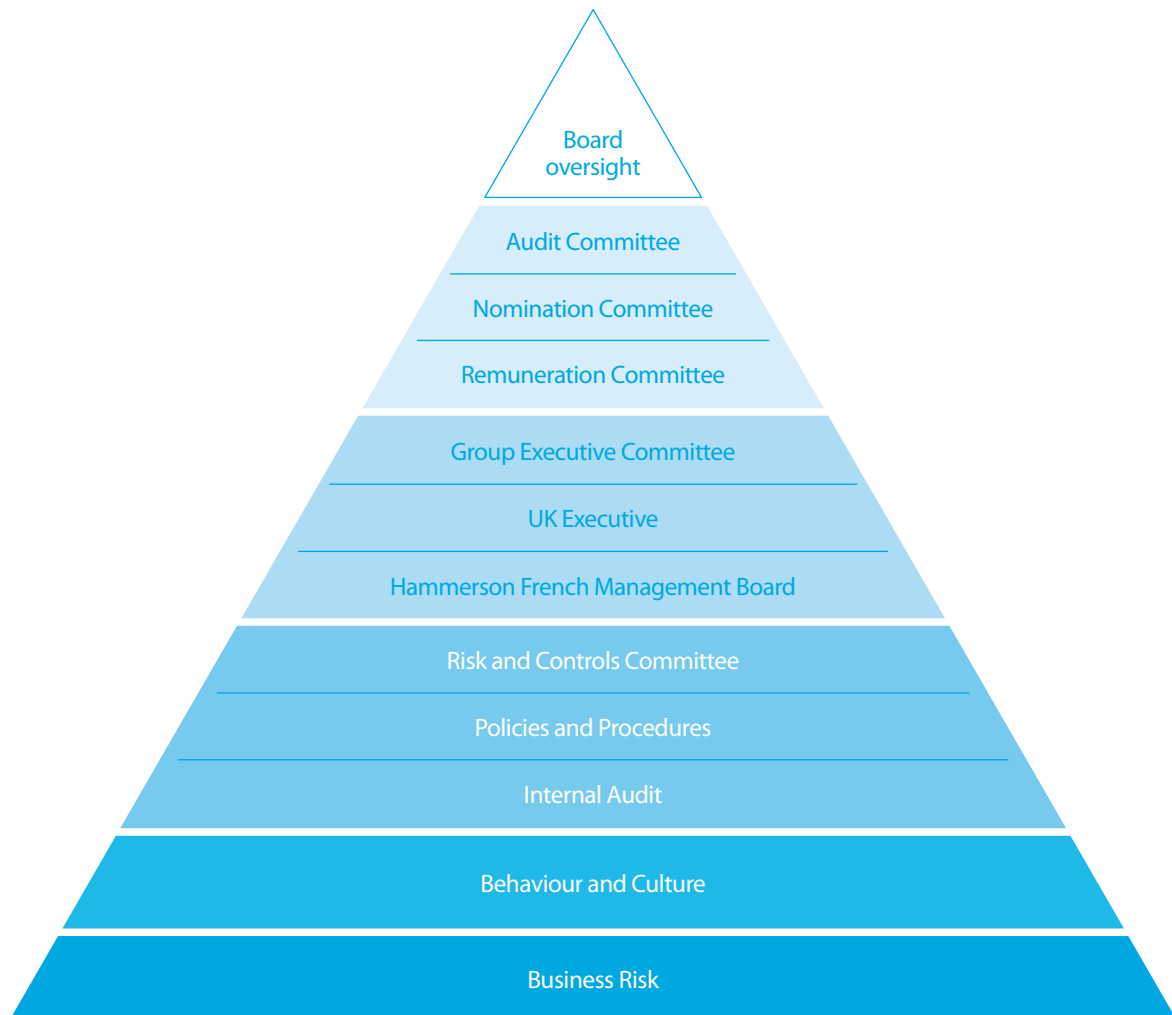 Board
oversight
Audit Committee
Nomination Committee
Remuneration Committee
Group Executive Committee
UK Executive
Hammerson French Management Board
Risk and Controls Committee
Policies and Procedures
Internal Audit
Behaviour and Culture
Business Risk